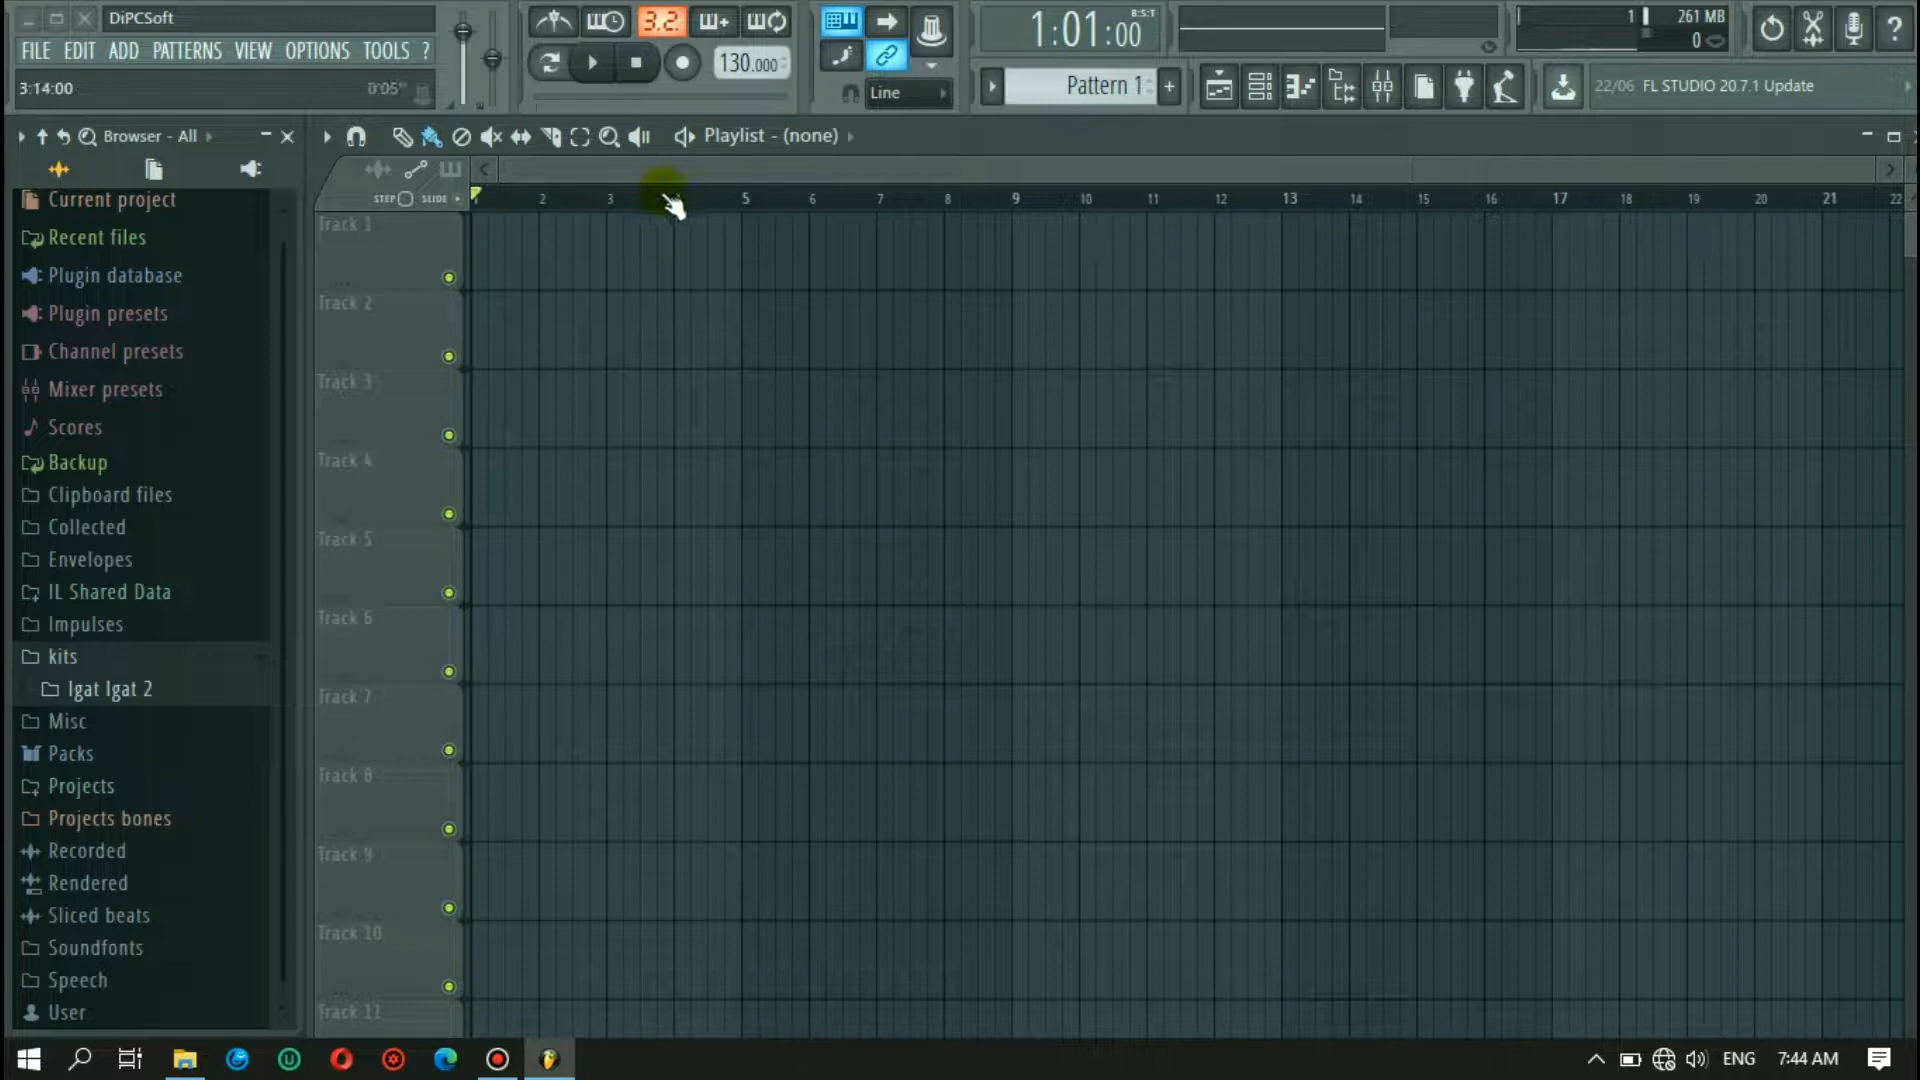 DiPCSoft
FILE EDIT ADD PATTERNS VIEW OPTIONS TOOLS ?
3:14:00 0:05"
3.2.
130.000
Line
1:01:00 B:S:T
Pattern 1 +
1 261 MB
0
?
22/06 FL STUDIO 20.7.1 Update
Browser - All
Playlist - (none)
STEP SLIDE
1 2 3 5 6 7 8 9 10 11 12 13 14 15 16 17 18 19 20 21 22
Current project
Recent files
Plugin database
Plugin presets
Channel presets
Mixer presets
Scores
Backup
Clipboard files
Collected
Envelopes
IL Shared Data
Impulses
kits
Igat Igat 2
Misc
Packs
Projects
Projects bones
Recorded
Rendered
Sliced beats
Soundfonts
Speech
User
Track 1
Track 2
Track 3
Track 4
Track 5
Track 6
Track 7
Track 8
Track 9
Track 10
Track 11
ENG 7:44 AM